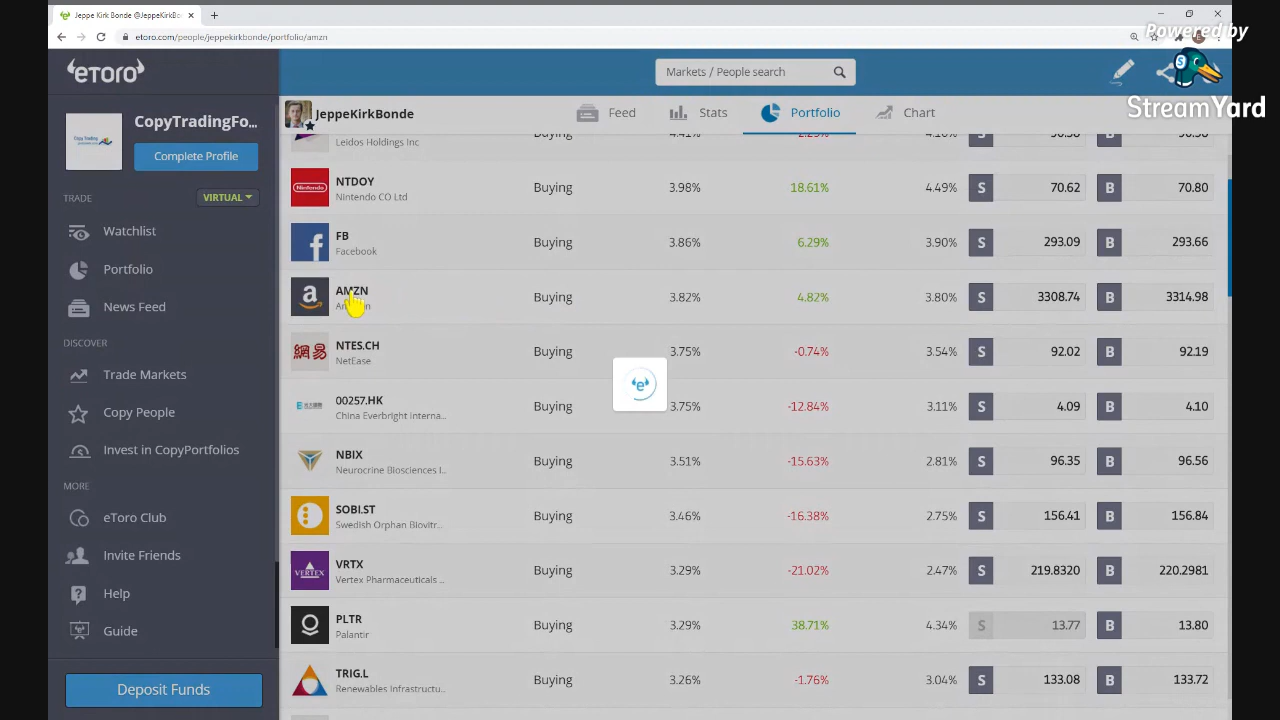 Jeppe Kirk Bonde @JeppeKirkBo
etoro.com/people/jeppekirkbonde/portfolio/amzn
Powered by
StreamYard
eToro
Markets / People search
CopyTradingFo...
Complete Profile
JeppeKirkBonde
Feed
Stats
Portfolio
Chart
TRADE
VIRTUAL
Watchlist
Portfolio
News Feed
DISCOVER
Trade Markets
Copy People
Invest in CopyPortfolios
MORE
eToro Club
Invite Friends
Help
Guide
Deposit Funds
Leidos Holdings Inc
NTDOY
Nintendo CO Ltd
Buying 3.98% 18.61% 4.49% S 70.62 B 70.80
FB
Facebook
Buying 3.86% 6.29% 3.90% S 293.09 B 293.66
AMZN
Buying 3.82% 4.82% 3.80% S 3308.74 B 3314.98
網易
NTES.CH
NetEase
Buying 3.75% -0.74% 3.54% S 92.02 B 92.19
00257.HK
China Everbright Interna..
Buying 3.75% -12.84% 3.11% S 4.09 B 4.10
NBIX
Neurocrine Biosciences I..
Buying 3.51% -15.63% 2.81% S 96.35 B 96.56
SOBI.ST
Swedish Orphan Biovitr..
Buying 3.46% -16.38% 2.75% S 156.41 B 156.84
VERTEX
VRTX
Vertex Pharmaceuticals ..
Buying 3.29% -21.02% 2.47% S 219.8320 B 220.2981
PLTR
Palantir
Buying 3.29% 38.71% 4.34% S 13.77 B 13.80
TRIG.L
Renewables Infrastructu..
Buying 3.26% -1.76% 3.04% S 133.08 B 133.72